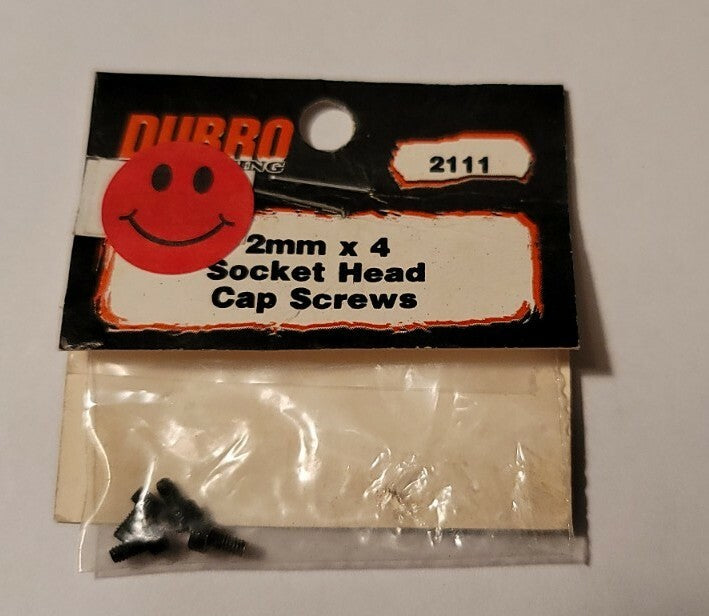 DUBRO
2111
2mm x 4
Socket Head
Cap Screws